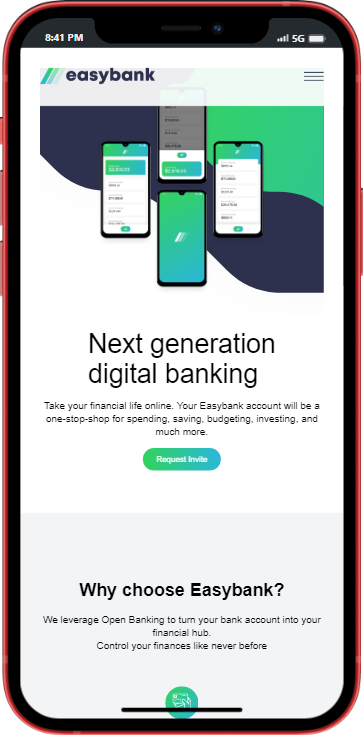 8:41 PM 5G
easybank
Next generation
digital banking
Take your financial life online. Your Easybank account will be a
one-stop-shop for spending, saving, budgeting, investing, and
much more.
Request Invite
Why choose Easybank?
We leverage Open Banking to turn your bank account into your
financial hub.
Control your finances like never before